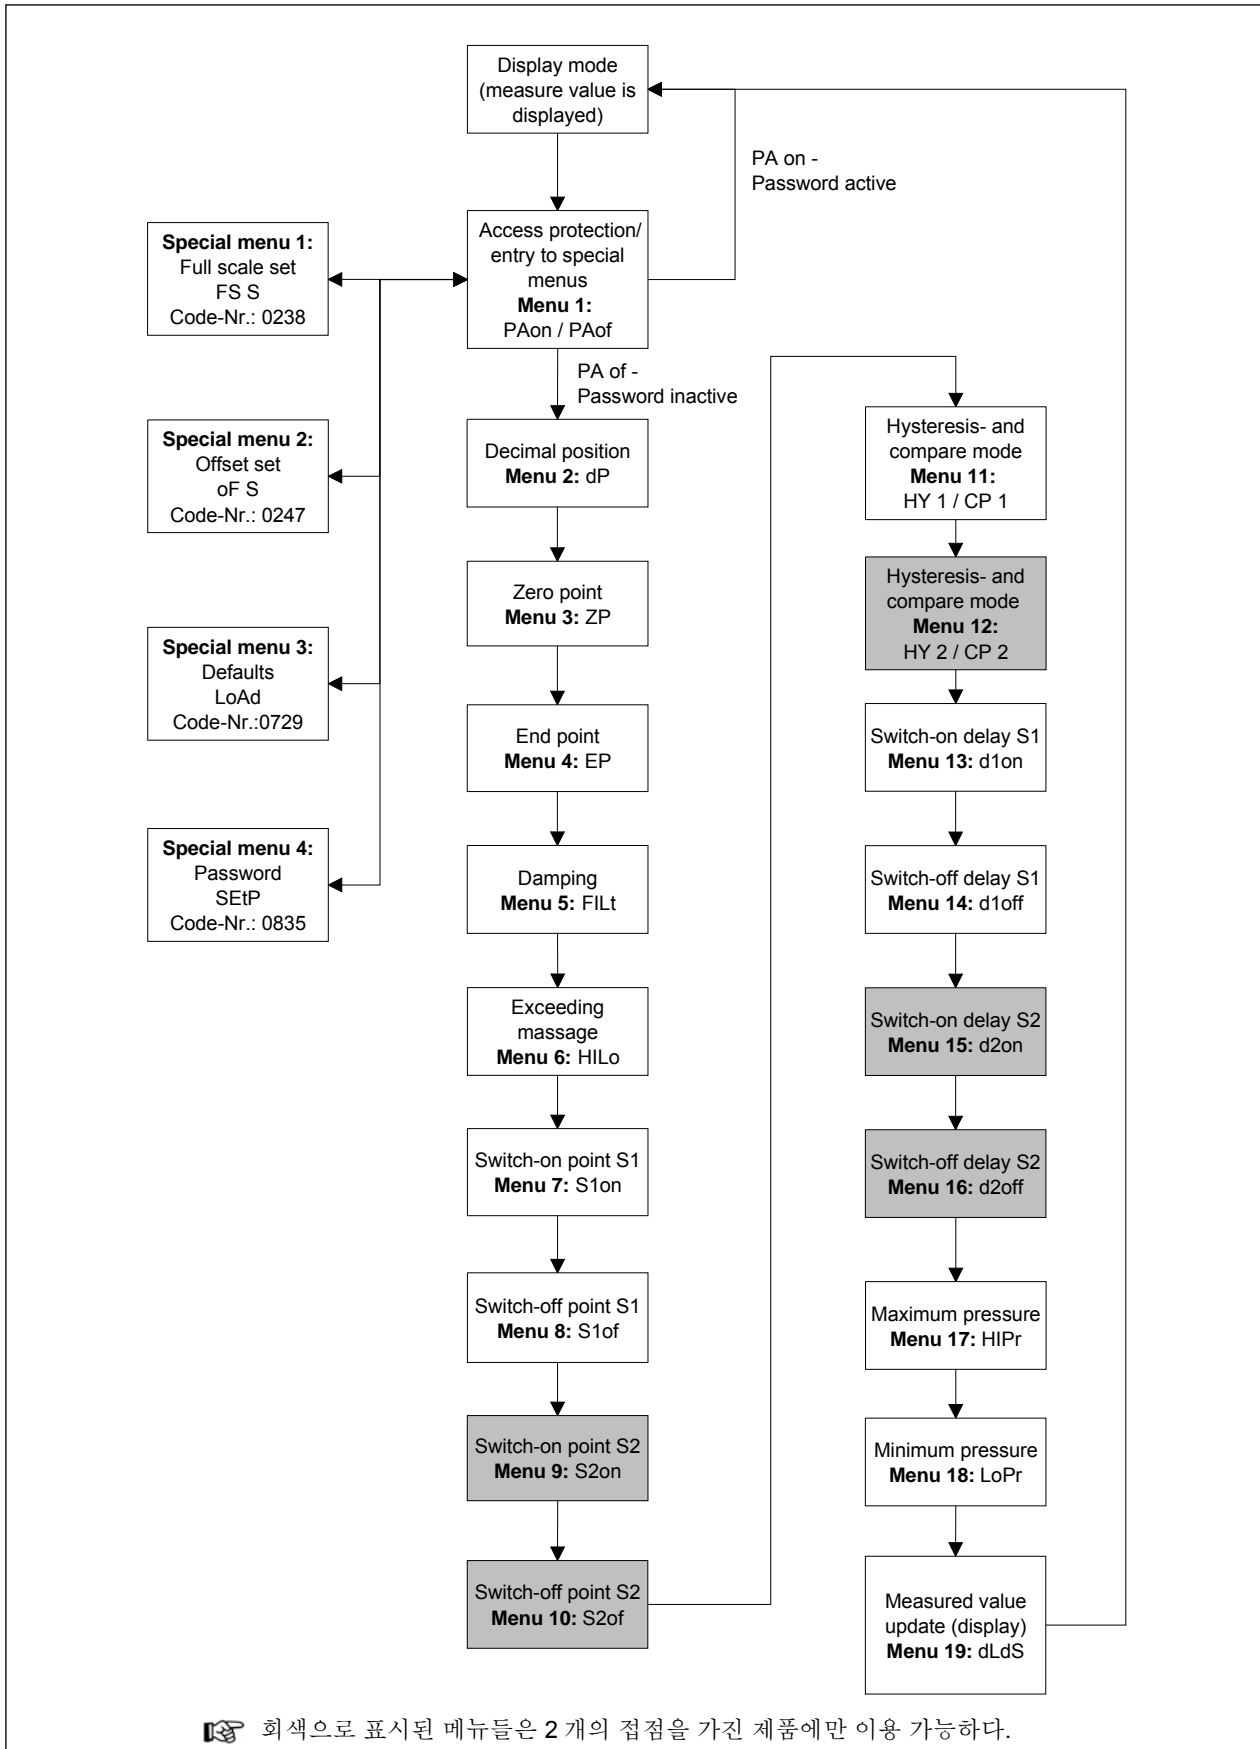 Display mode
(measure value is
displayed)
PA on -
Password active
Access protection/
entry to special
menus
Menu 1:
PAon / PAof
Special menu 1:
Full scale set
FS S
Code-Nr.: 0238
PA of -
Password inactive
Special menu 2:
Offset set
oF S
Code-Nr.: 0247
Special menu 3:
Defaults
LoAd
Code-Nr.:0729
Special menu 4:
Password
SEtP
Code-Nr.: 0835
Decimal position
Menu 2: dP
Zero point
Menu 3: ZP
End point
Menu 4: EP
Damping
Menu 5: FILt
Exceeding
massage
Menu 6: HILo
Switch-on point S1
Menu 7: S1on
Switch-off point S1
Menu 8: S1of
Switch-on point S2
Menu 9: S2on
Switch-off point S2
Menu 10: S2of
Hysteresis- and
compare mode
Menu 11:
HY 1 / CP 1
Hysteresis- and
compare mode
Menu 12:
HY 2 / CP 2
Switch-on delay S1
Menu 13: d1on
Switch-off delay S1
Menu 14: d1off
Switch-on delay S2
Menu 15: d2on
Switch-off delay S2
Menu 16: d2off
Maximum pressure
Menu 17: HIPr
Minimum pressure
Menu 18: LoPr
Measured value
update (display)
Menu 19: dLdS
회색으로 표시된 메뉴들은 2 개의 접점을 가진 제품에만 이용 가능하다.